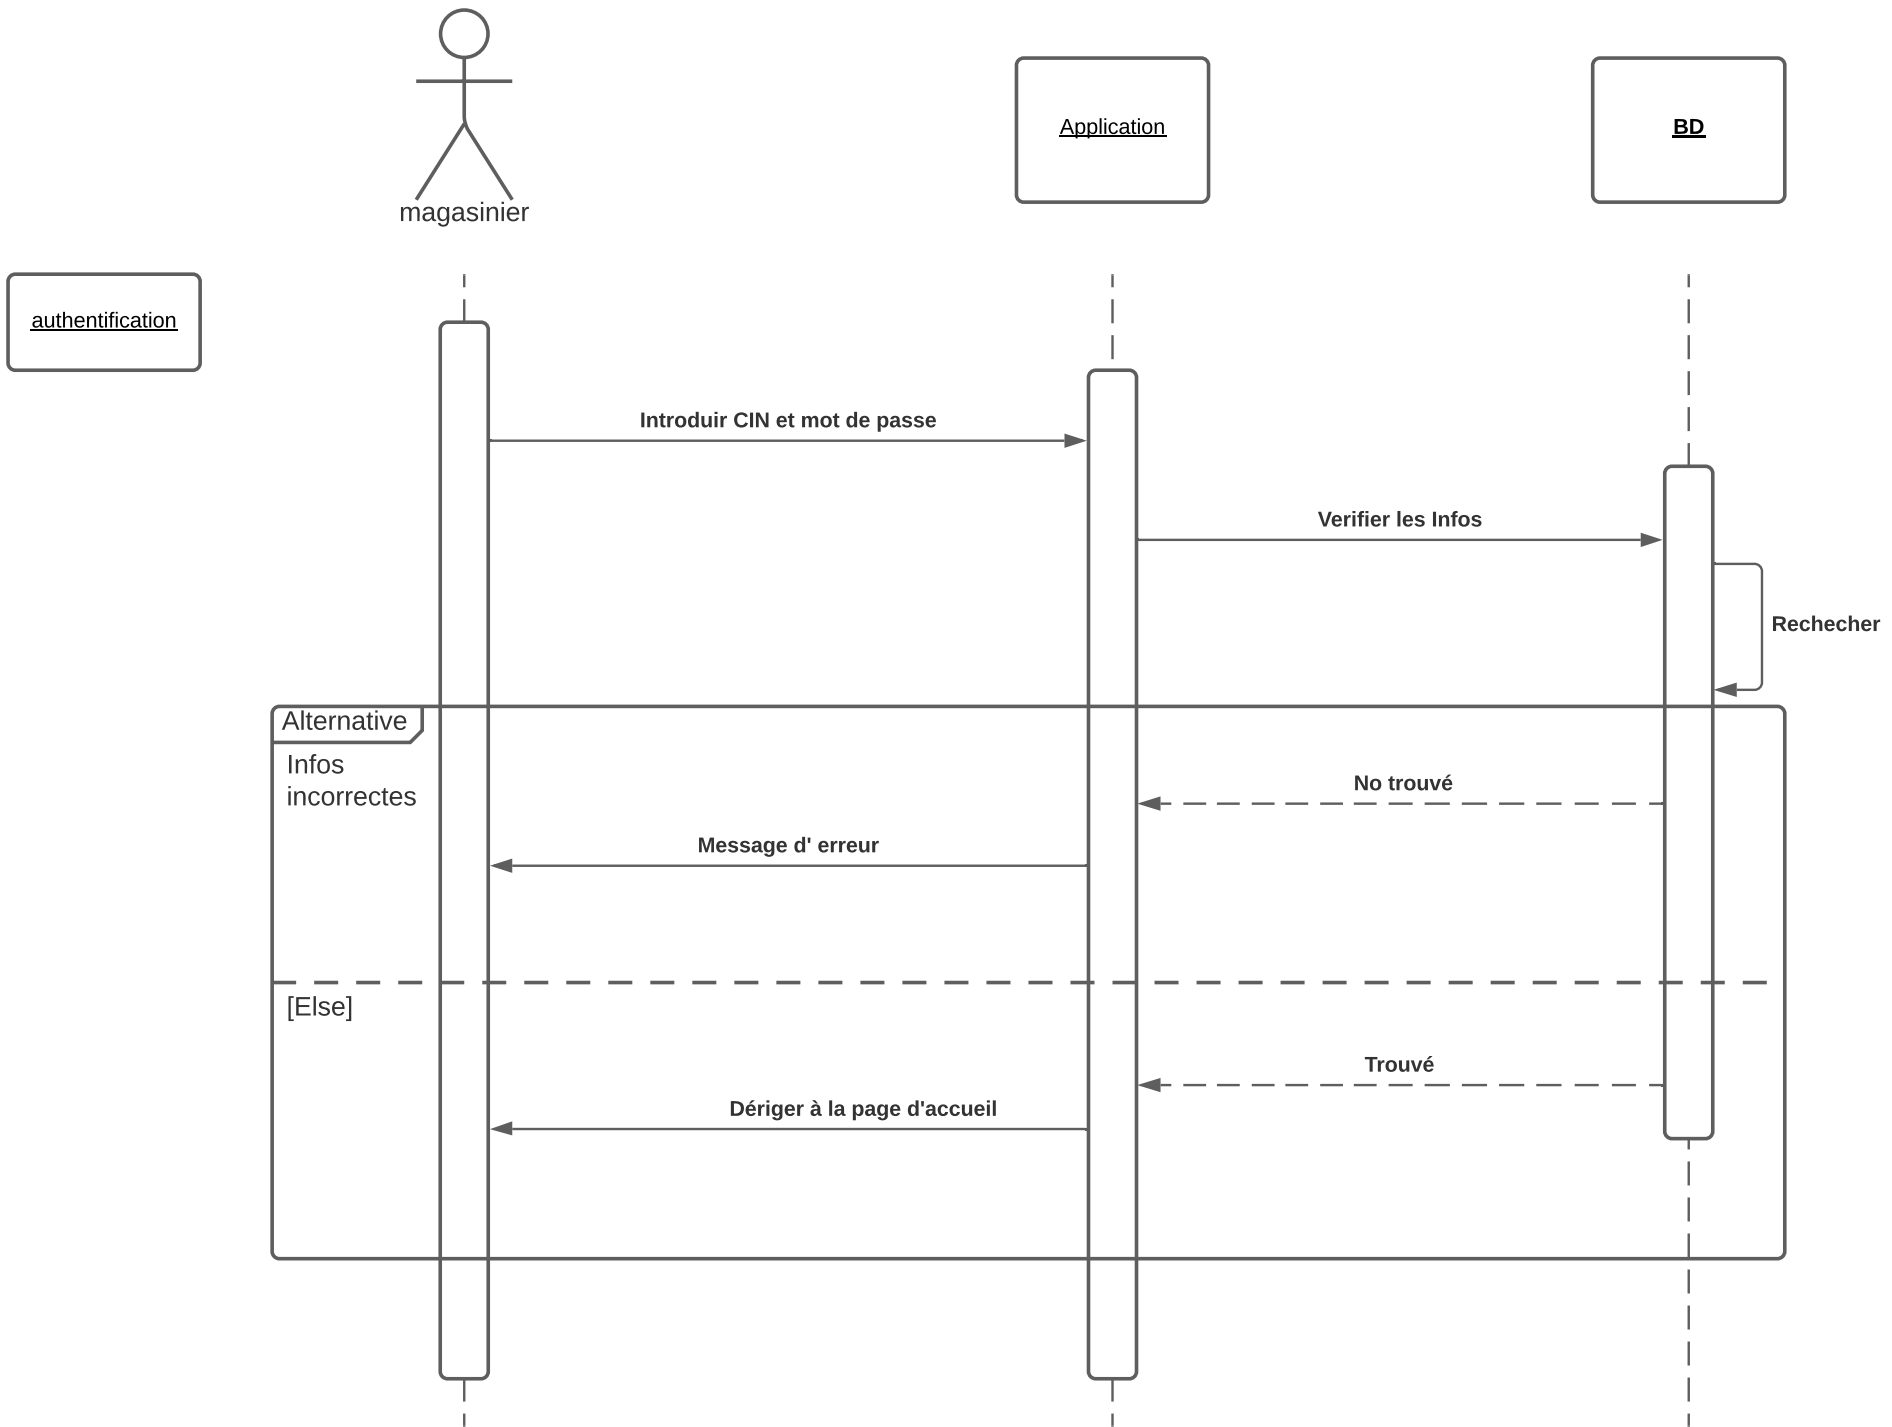 magasinier
Application
BD
authentification
Introduir CIN et mot de passe
Verifier les Infos
Rechecher
Alternative
Infos
incorrectes
No trouvé
Message d' erreur
[Else]
Trouvé
Dériger à la page d'accueil